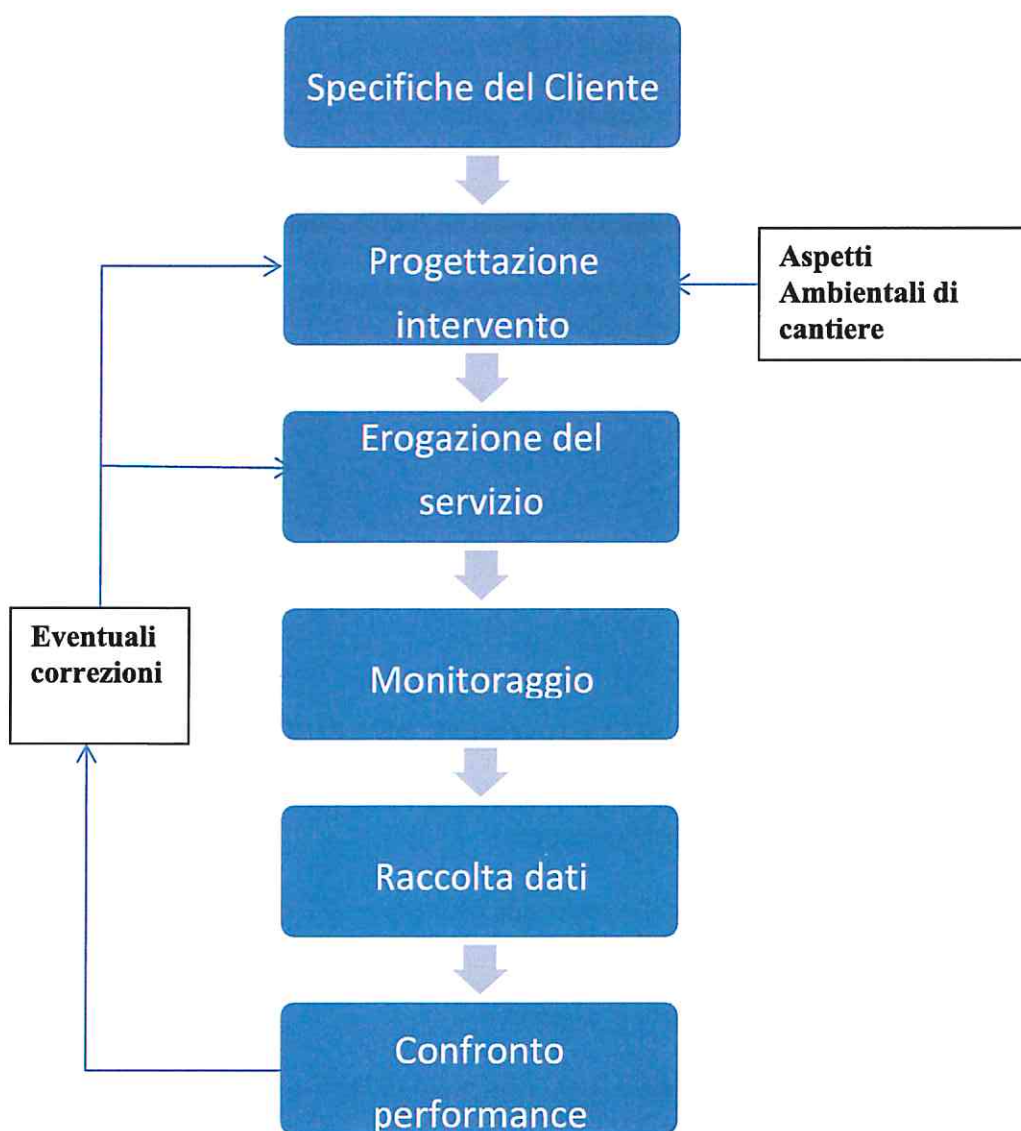 Specifiche del Cliente
Progettazione
intervento
Aspetti
Ambientali di
cantiere
Erogazione del
servizio
Eventuali
correzioni
Monitoraggio
Raccolta dati
Confronto
performance